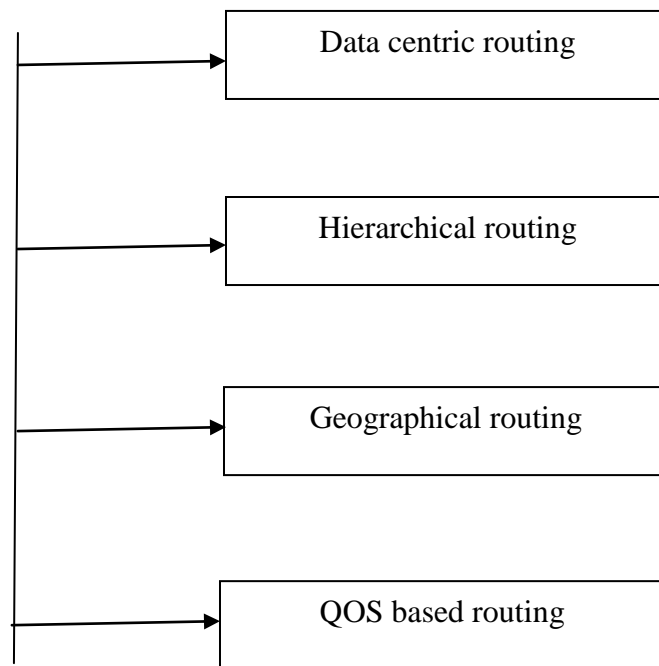 Data centric routing
Hierarchical routing
Geographical routing
QOS based routing